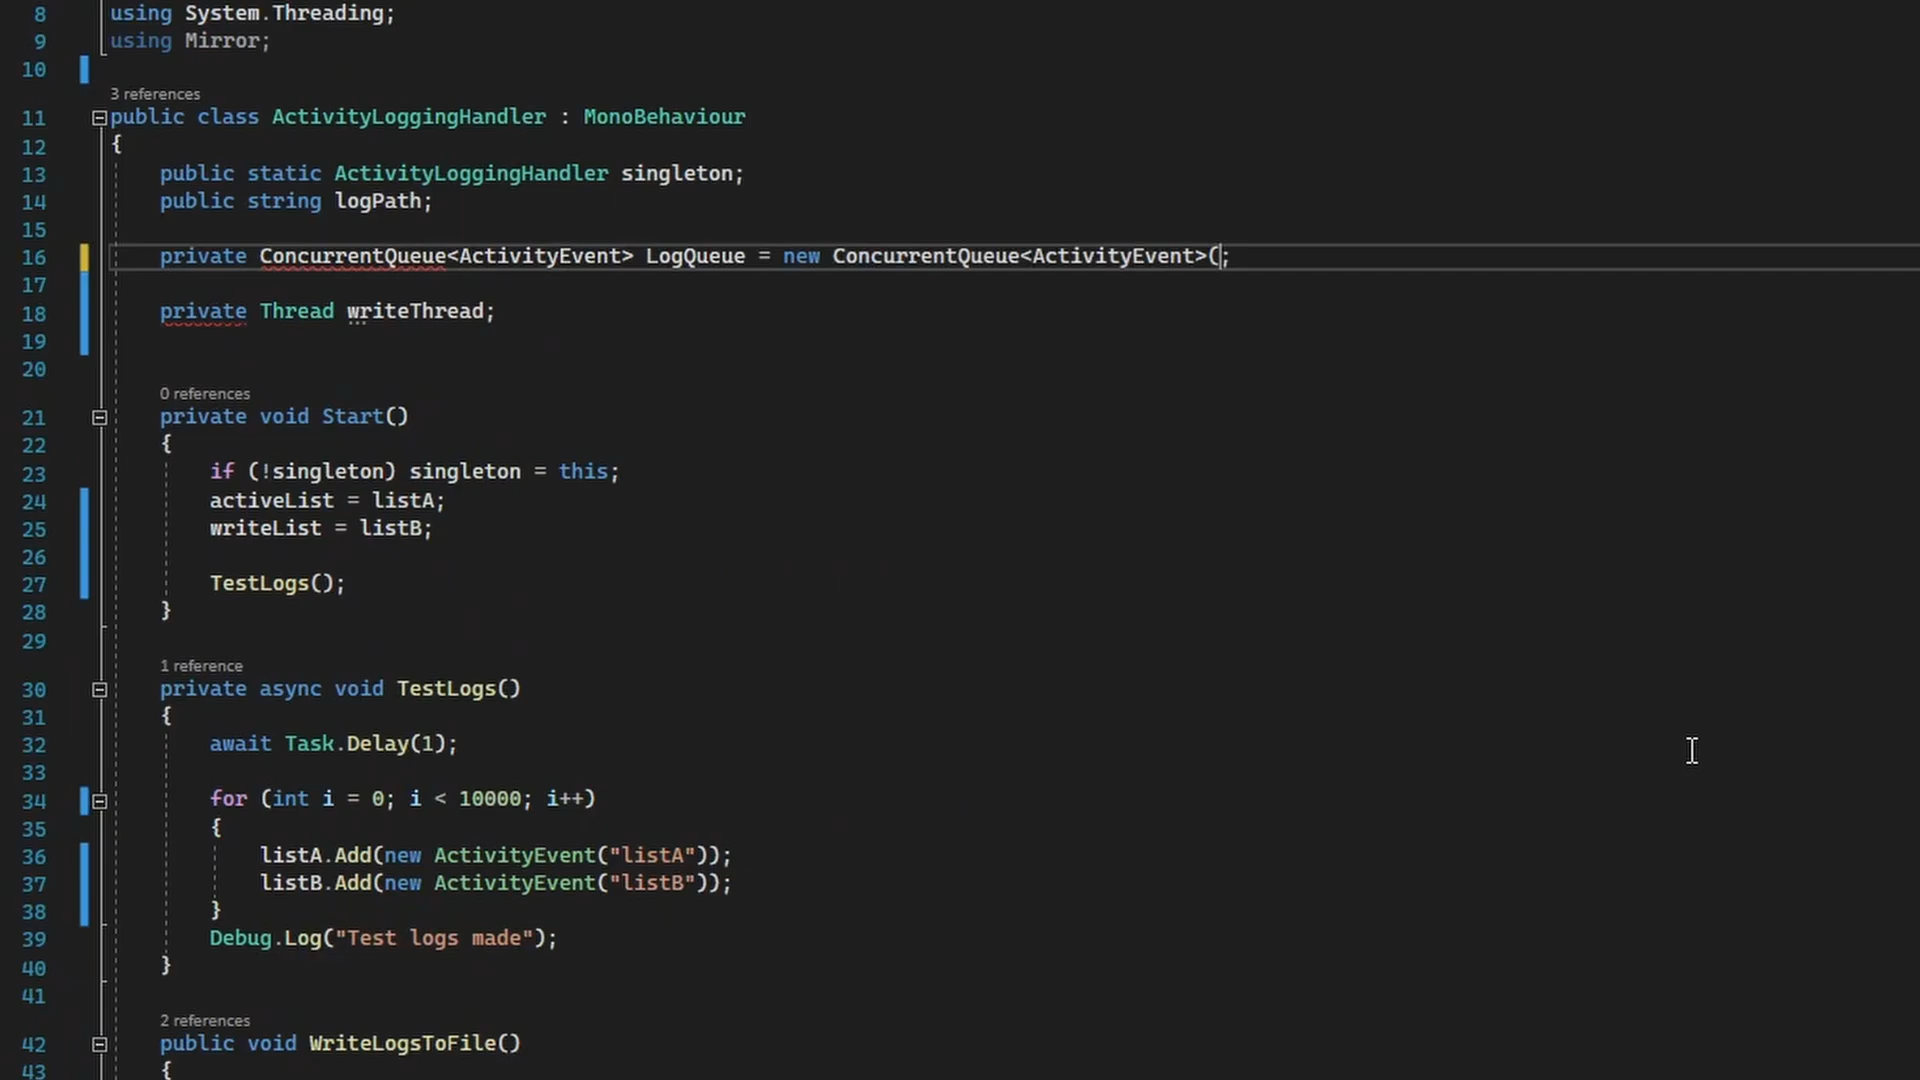 8 using System.Threading;
9 using Mirror;
10
3 references
11 public class ActivityLoggingHandler : MonoBehaviour
12 {
13 public static ActivityLoggingHandler singleton;
14 public string logPath;
15
16 private ConcurrentQueue<ActivityEvent> LogQueue = new ConcurrentQueue<ActivityEvent>(;
17
18 private Thread writeThread;
19
20
0 references
21 private void Start()
22 {
23 if (!singleton) singleton = this;
24 activeList = listA;
25 writeList = listB;
26
27 TestLogs();
28 }
29
1 reference
30 private async void TestLogs()
31 {
32 await Task.Delay(1);
33
34 for (int i = 0; i < 10000; i++)
35 {
36 listA.Add(new ActivityEvent("listA"));
37 listB.Add(new ActivityEvent("listB"));
38 }
39 Debug.Log("Test logs made");
40 }
41
2 references
42 public void WriteLogsToFile()
43 {